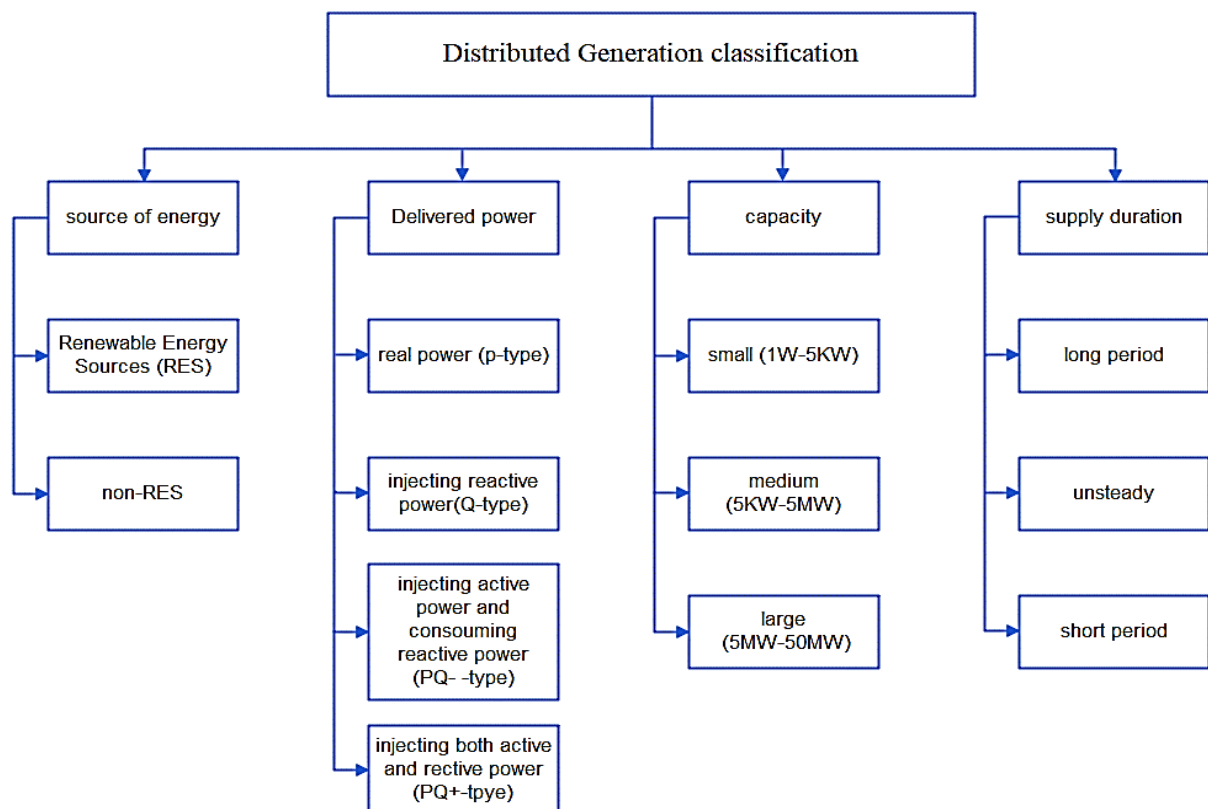 Distributed Generation classification
source of energy
Delivered power
capacity
supply duration
Renewable Energy
Sources (RES)
real power (p-type)
small (1W-5KW)
long period
non-RES
injecting reactive
power(Q-type)
medium
(5KW-5MW)
unsteady
injecting active
power and
consouming
reactive power
(PQ- -type)
large
(5MW-50MW)
short period
injecting both active
and rective power
(PQ+-tpye)